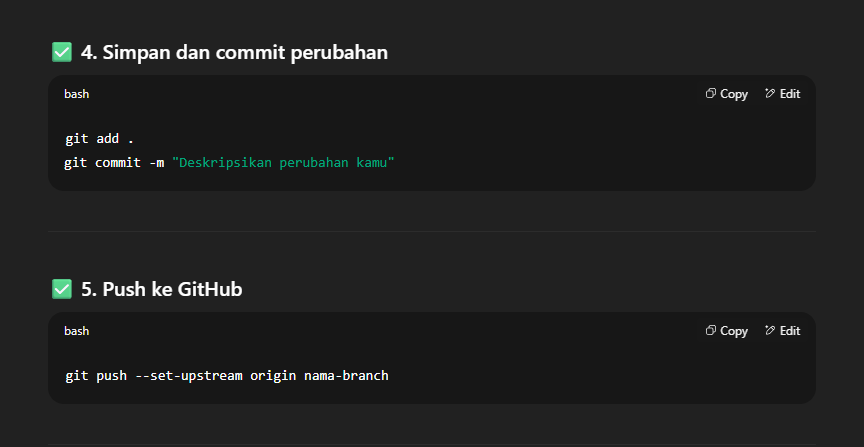 ✅ 4. Simpan dan commit perubahan
bash
Copy
Edit
git add .
git commit -m "Deskripsikan perubahan kamu"
✅ 5. Push ke GitHub
bash
Copy
Edit
git push --set-upstream origin nama-branch